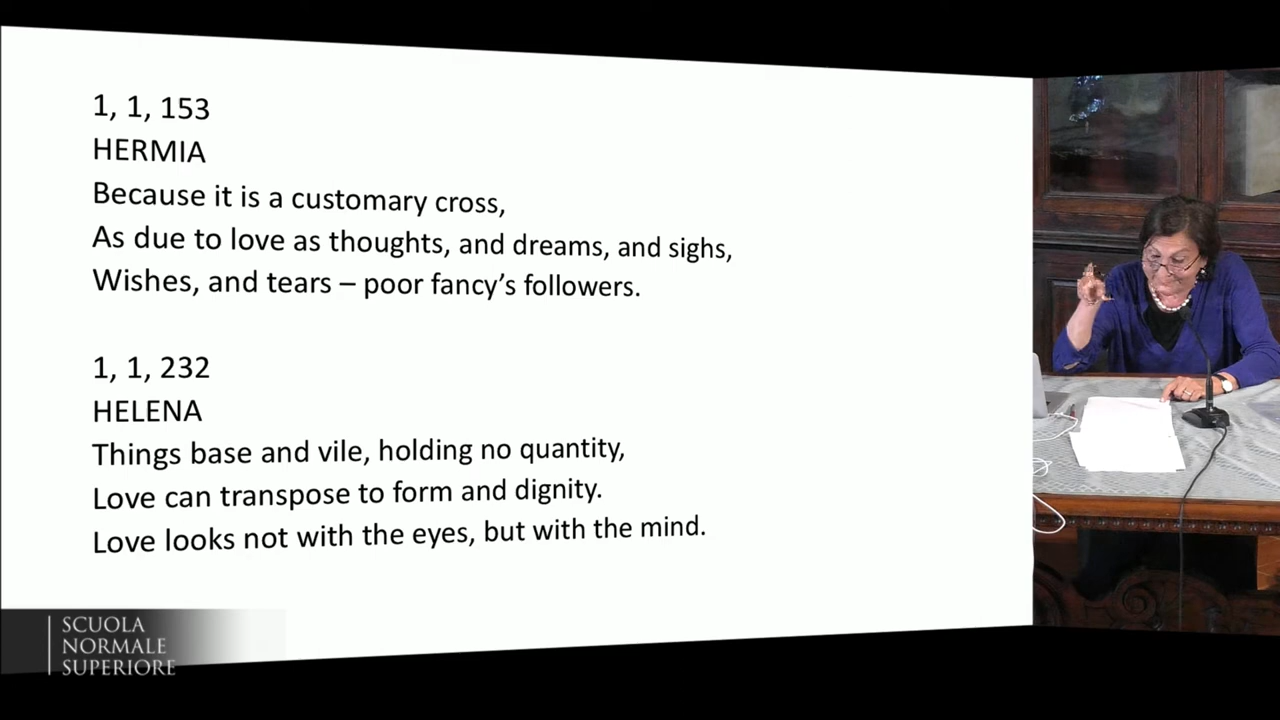 1, 1, 153
HERMIA
Because it is a customary cross,
As due to love as thoughts, and dreams, and sighs,
Wishes, and tears – poor fancy’s followers.
1, 1, 232
HELENA
Things base and vile, holding no quantity,
Love can transpose to form and dignity.
Love looks not with the eyes, but with the mind.
SCUOLA
NORMALE
SUPERIORE